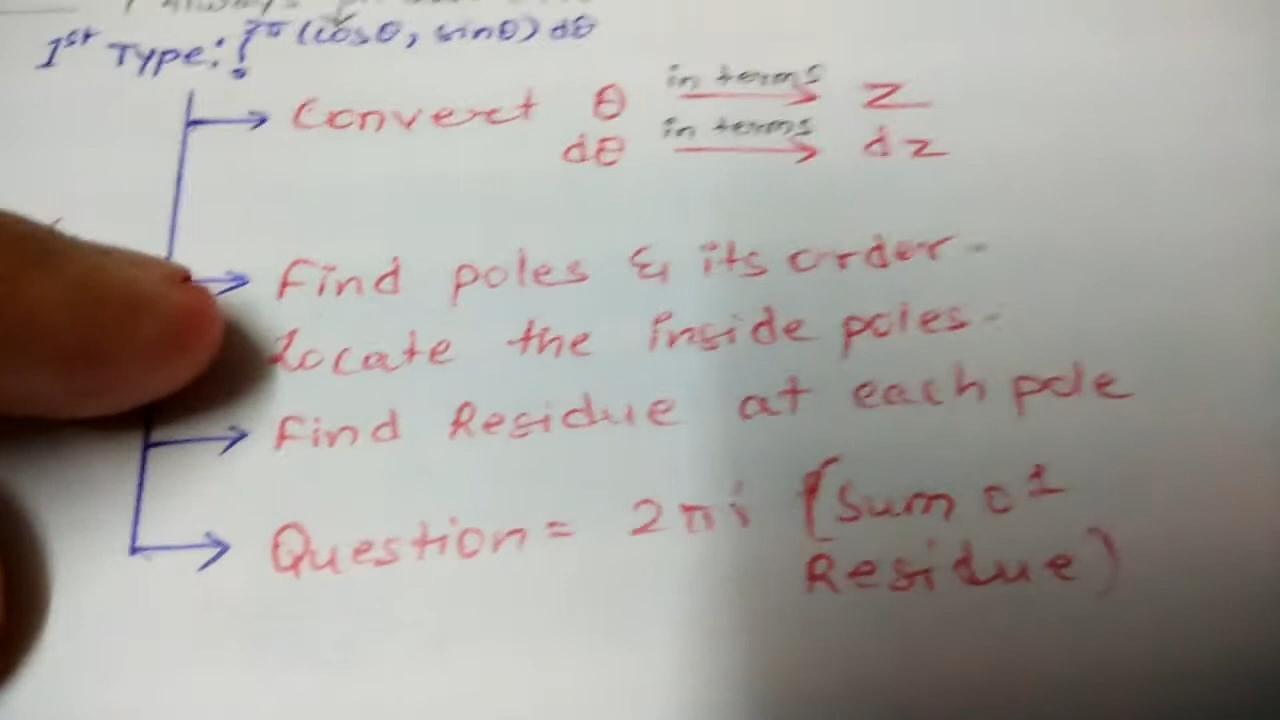 1st Type: ∫ 2π (cosθ, sinθ) dθ
Convert θ in terms → Z
dθ in terms → dz
Find poles & its order.
Locate the inside poles.
Find Residue at each pole
Question = 2πi (Sum of
Residue)